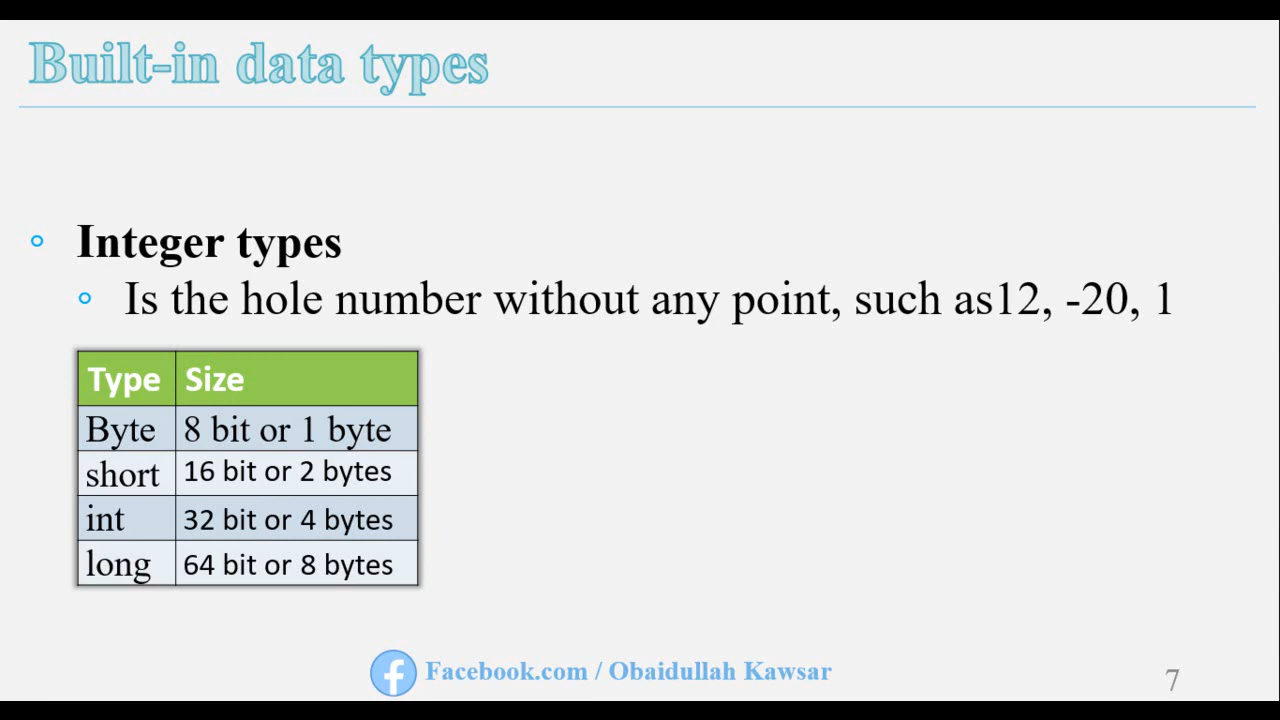 Built-in data types
Integer types
Is the hole number without any point, such as12, -20, 1
Type Size
Byte 8 bit or 1 byte
short 16 bit or 2 bytes
int 32 bit or 4 bytes
long 64 bit or 8 bytes
Facebook.com / Obaidullah Kawsar
7